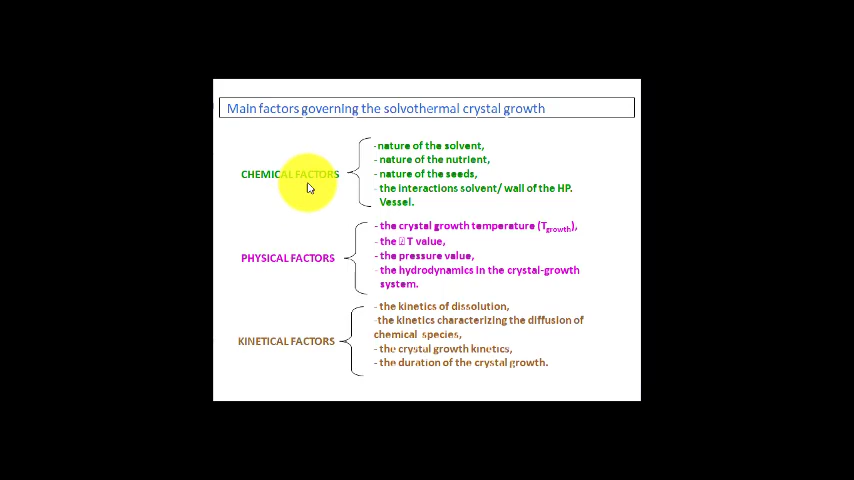 Main factors governing the solvothermal crystal growth
CHEMICAL FACTORS
-nature of the solvent,
- nature of the nutrient,
- nature of the seeds,
- the interactions solvent/ wall of the HP.
Vessel.
PHYSICAL FACTORS
- the crystal growth temperature (Tgrowth),
- the T value,
- the pressure value,
- the hydrodynamics in the crystal-growth
system.
KINETICAL FACTORS
- the kinetics of dissolution,
-the kinetics characterizing the diffusion of
chemical species,
- the crystal growth kinetics,
- the duration of the crystal growth.